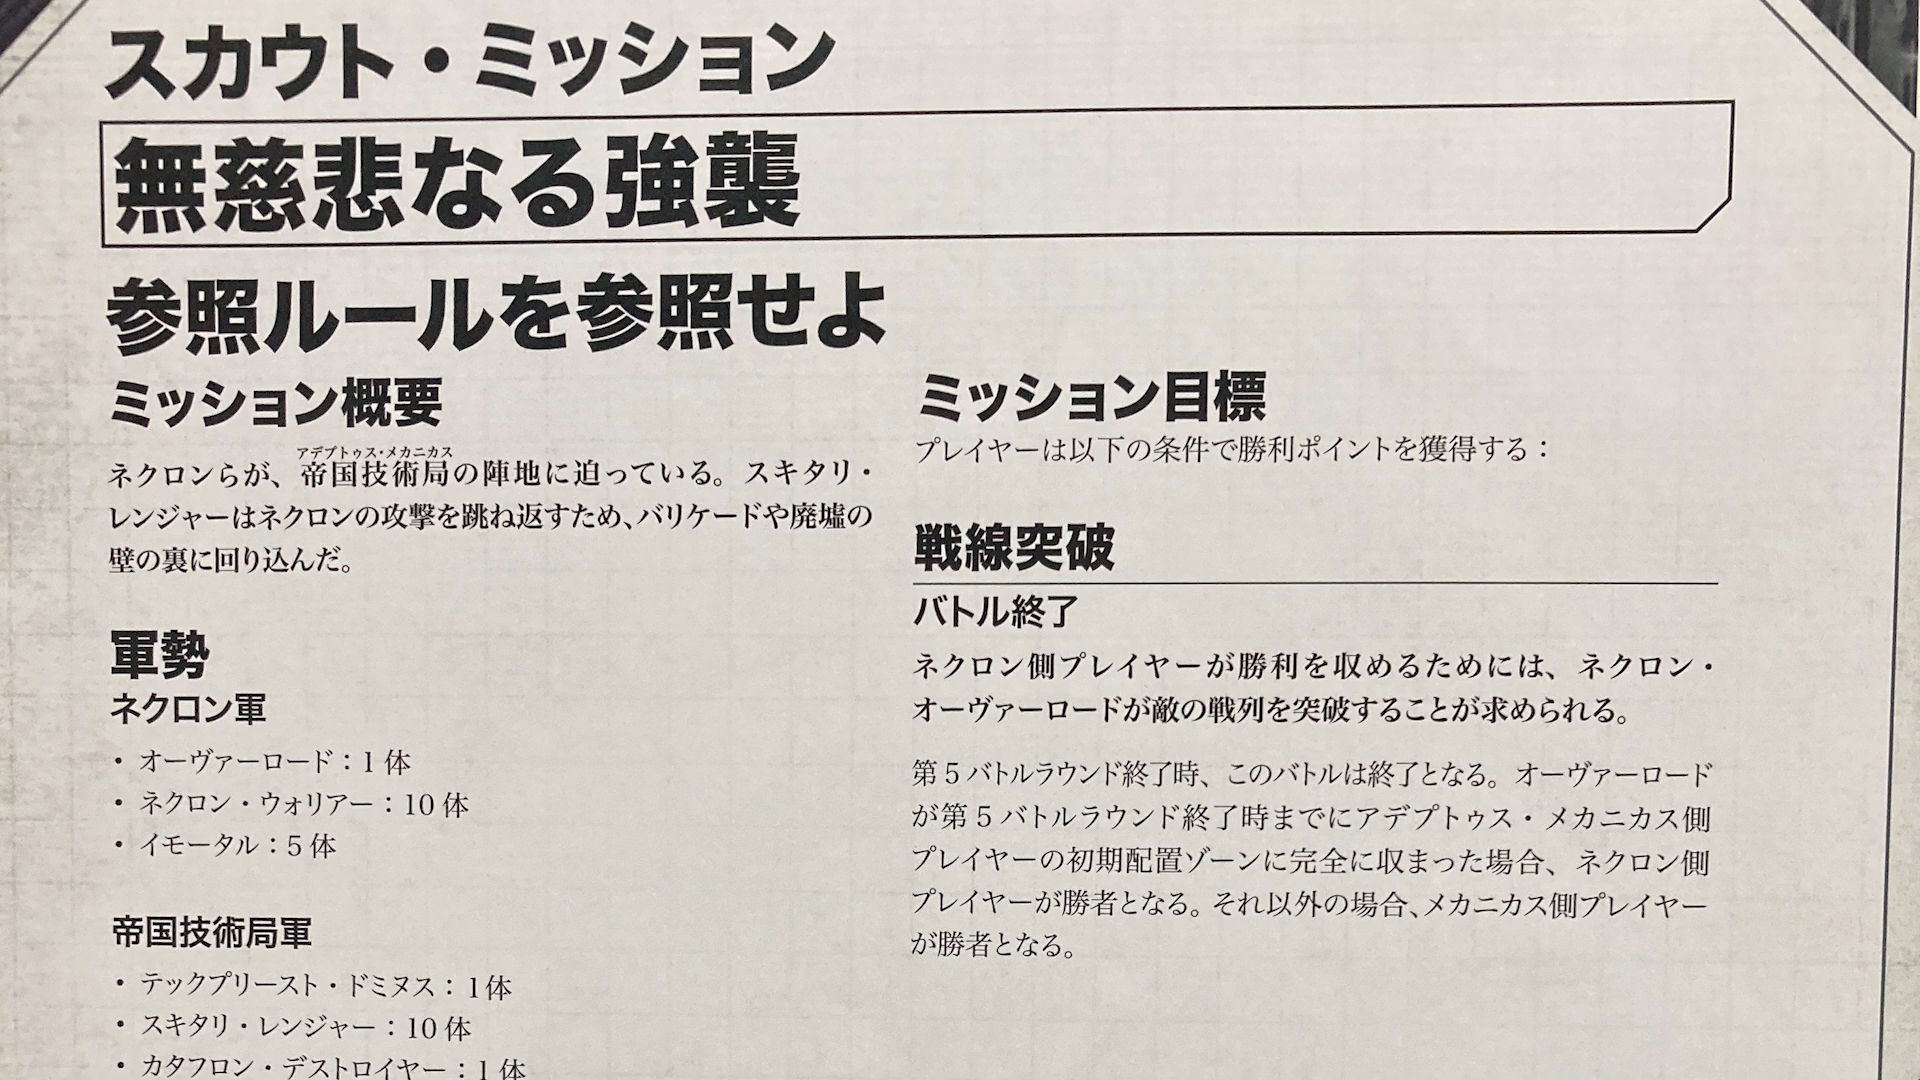 スカウト・ミッション
無慈悲なる強襲
参照ルールを参照せよ
ミッション概要
アデプトゥス・メカニカス
ネクロンらが、帝国技術局の陣地に迫っている。スキタリ・
レンジャーはネクロンの攻撃を跳ね返すため、バリケードや廃墟の
壁の裏に回り込んだ。
軍勢
ネクロン軍
・オーヴァーロード：1 体
・ネクロン・ウォリアー：10 体
・イモータル：5 体
帝国技術局軍
・テックプリースト・ドミヌス：1体
・スキタリ・レンジャー：10 体
・カタフロン・デストロイヤー：1 体
ミッション目標
プレイヤーは以下の条件で勝利ポイントを獲得する：
戦線突破
バトル終了
ネクロン側プレイヤーが勝利を収めるためには、ネクロン・
オーヴァーロードが敵の戦列を突破することが求められる。
第 5 バトルラウンド終了時、このバトルは終了となる。オーヴァーロード
が第 5 バトルラウンド終了時までにアデプトゥス・メカニカス側
プレイヤーの初期配置ゾーンに完全に収まった場合、ネクロン側
プレイヤーが勝者となる。それ以外の場合、メカニカス側プレイヤー
が勝者となる。